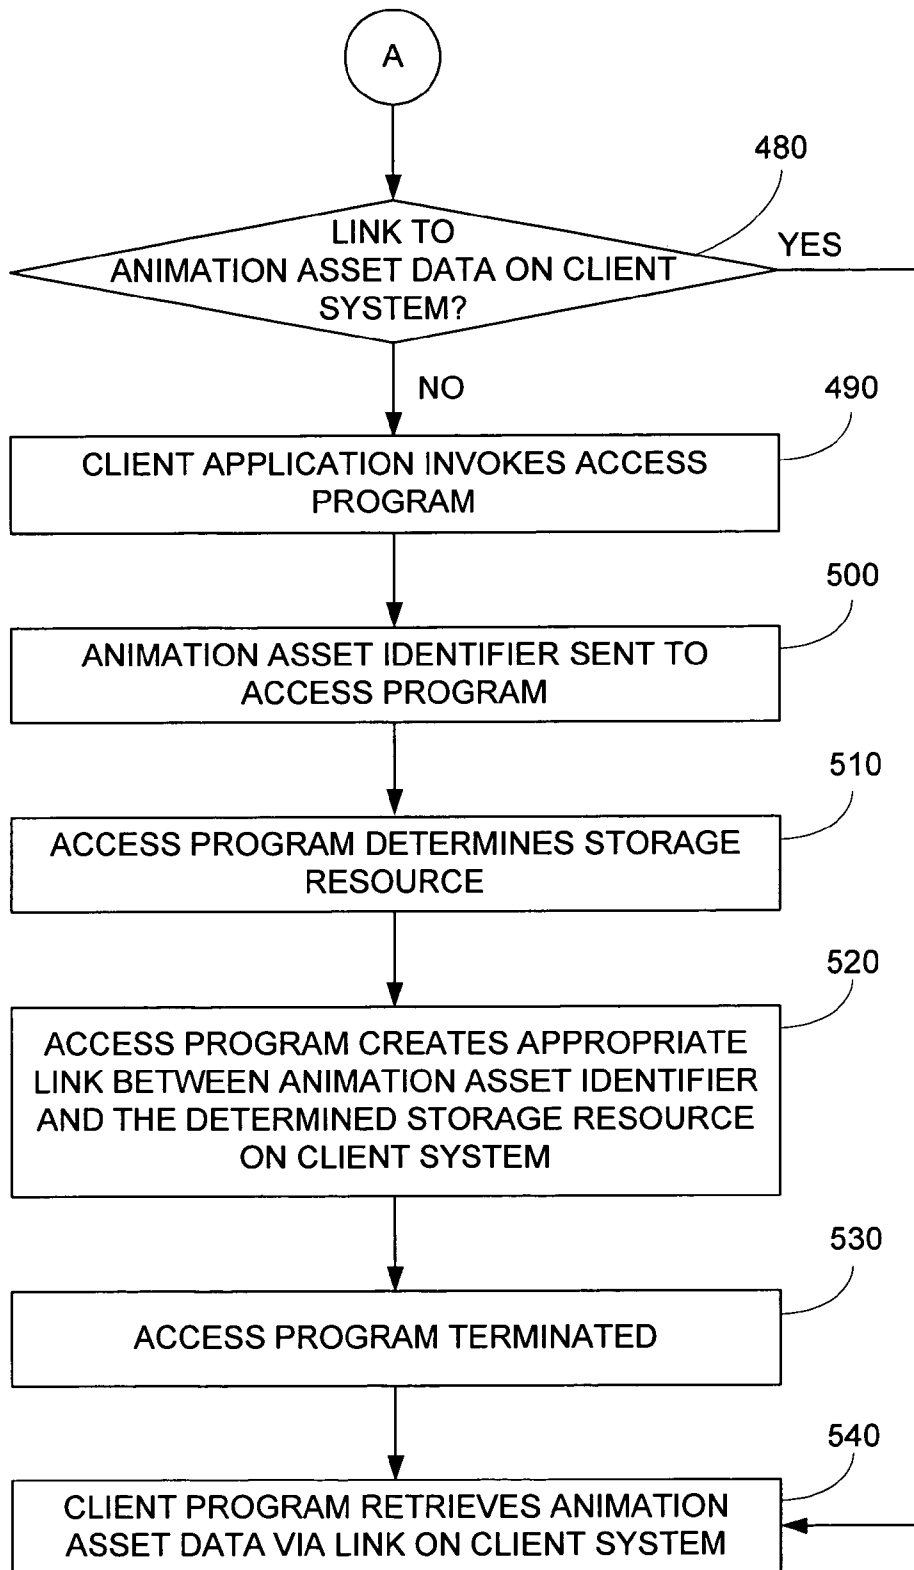 A
480
LINK TO
ANIMATION ASSET DATA ON CLIENT
SYSTEM?
YES
NO
490
CLIENT APPLICATION INVOKES ACCESS
PROGRAM
500
ANIMATION ASSET IDENTIFIER SENT TO
ACCESS PROGRAM
510
ACCESS PROGRAM DETERMINES STORAGE
RESOURCE
520
ACCESS PROGRAM CREATES APPROPRIATE
LINK BETWEEN ANIMATION ASSET IDENTIFIER
AND THE DETERMINED STORAGE RESOURCE
ON CLIENT SYSTEM
530
ACCESS PROGRAM TERMINATED
540
CLIENT PROGRAM RETRIEVES ANIMATION
ASSET DATA VIA LINK ON CLIENT SYSTEM